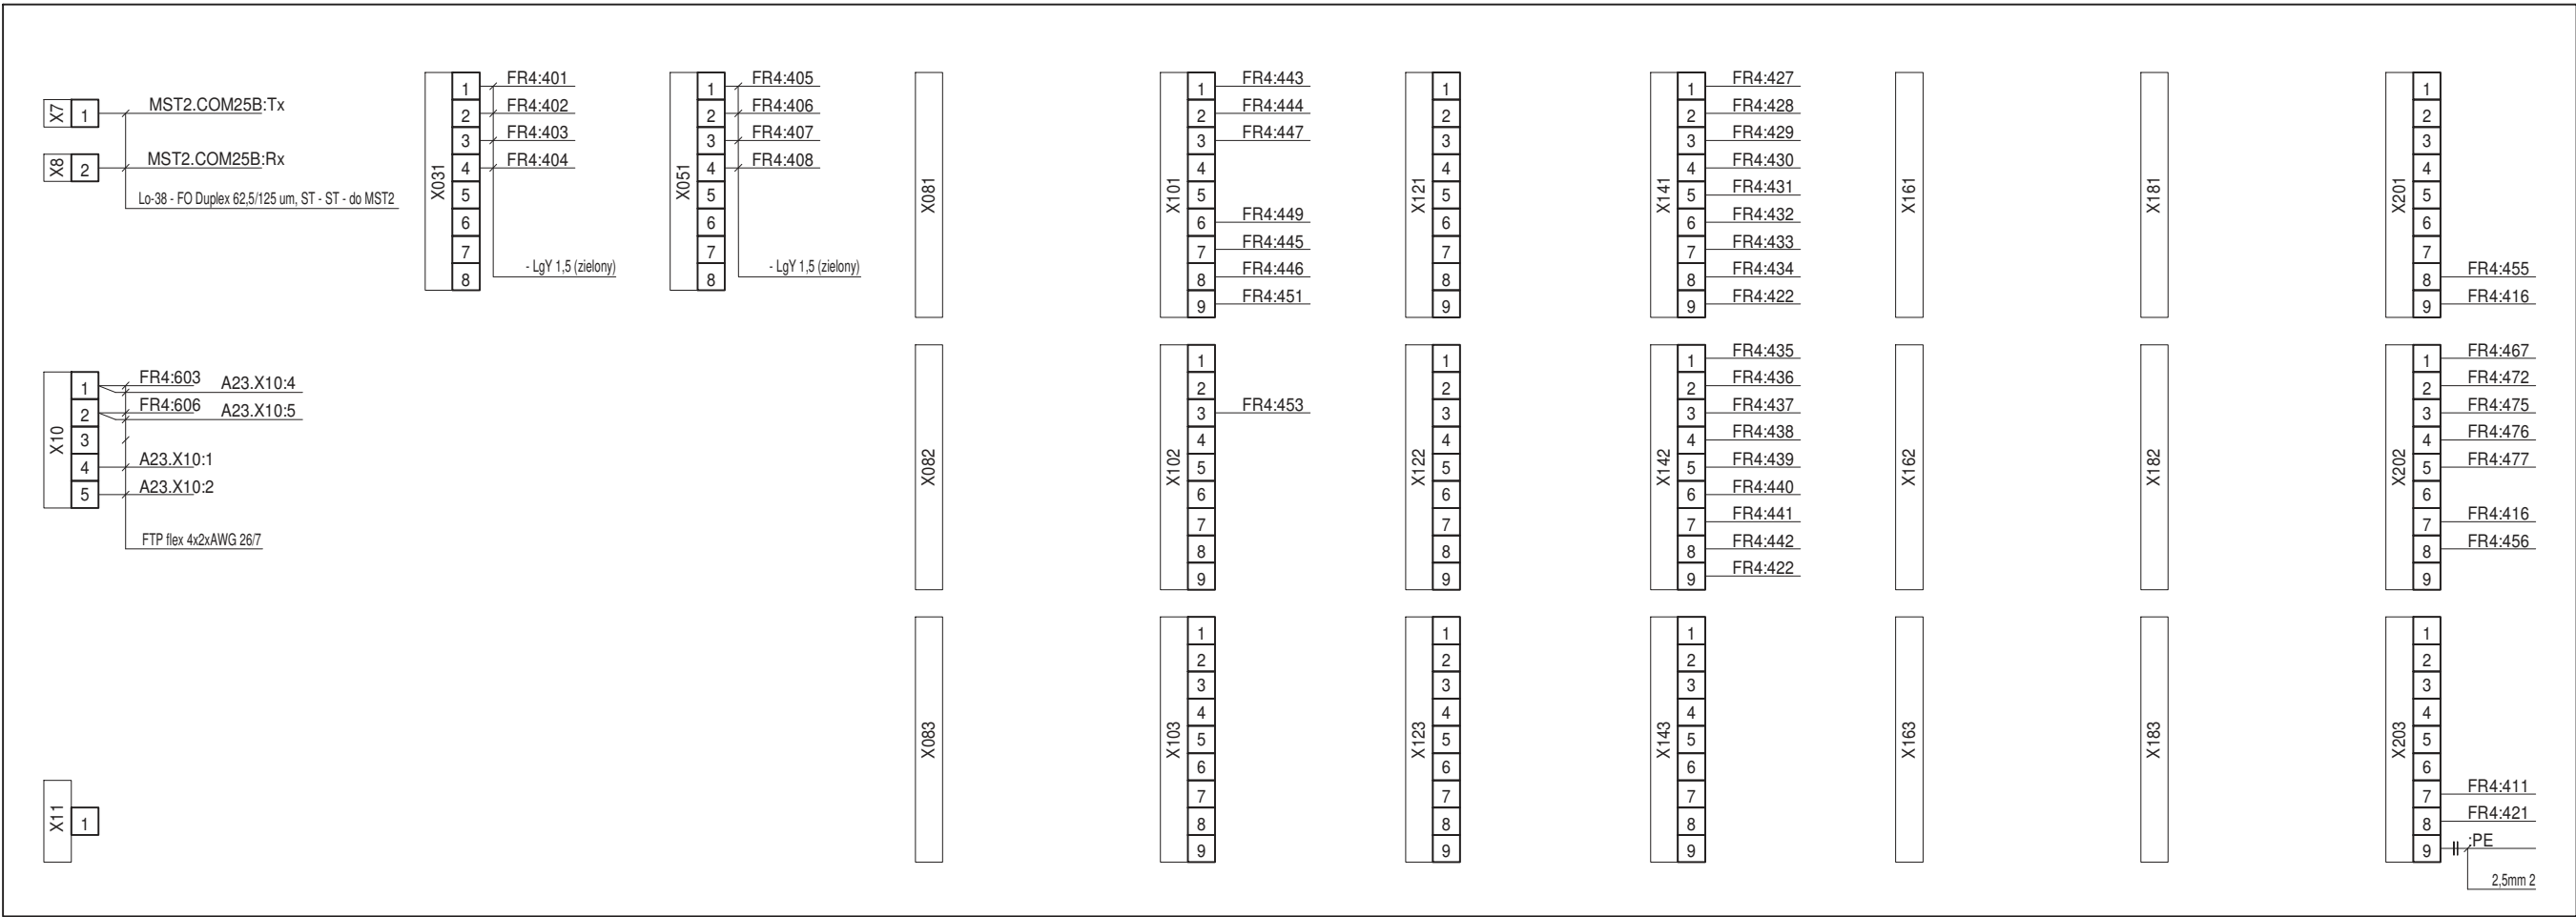 X7
1
MST2.COM25B:Tx
X8
2
MST2.COM25B:Rx
Lo-38 - FO Duplex 62,5/125 um, ST - ST - do MST2
X10
1 FR4:603 A23.X10:4
2 FR4:606 A23.X10:5
3
4 A23.X10:1
5 A23.X10:2
FTP flex 4x2xAWG 26/7
X11
1
X031
1 FR4:401
2 FR4:402
3 FR4:403
4 FR4:404
5
6
7
8
- LgY 1,5 (zielony)
X051
1 FR4:405
2 FR4:406
3 FR4:407
4 FR4:408
5
6
7
8
- LgY 1,5 (zielony)
X081
X082
X083
X101
1 FR4:443
2 FR4:444
3 FR4:447
4
5
6 FR4:449
7 FR4:445
8 FR4:446
9 FR4:451
X102
1
2
3 FR4:453
4
5
6
7
8
9
X103
1
2
3
4
5
6
7
8
9
X121
1
2
3
4
5
6
7
8
9
X122
1
2
3
4
5
6
7
8
9
X123
1
2
3
4
5
6
7
8
9
X141
1 FR4:427
2 FR4:428
3 FR4:429
4 FR4:430
5 FR4:431
6 FR4:432
7 FR4:433
8 FR4:434
9 FR4:422
X142
1 FR4:435
2 FR4:436
3 FR4:437
4 FR4:438
5 FR4:439
6 FR4:440
7 FR4:441
8 FR4:442
9 FR4:422
X143
1
2
3
4
5
6
7
8
9
X161
X162
X163
X181
X182
X183
X201
1
2
3
4
5
6
7
8 FR4:455
9 FR4:416
X202
1 FR4:467
2 FR4:472
3 FR4:475
4 FR4:476
5 FR4:477
6
7 FR4:416
8 FR4:456
9
X203
1
2
3
4
5
6
7 FR4:411
8 FR4:421
9 :PE
2,5mm 2